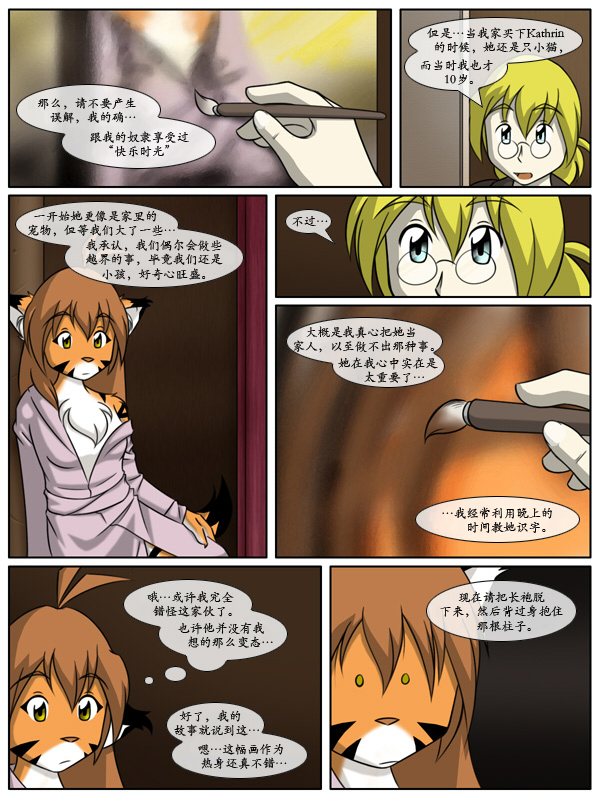 那么，请不要产生
误解，我的确…
跟我的奴隶享受过
“快乐时光”
但是…当我家买下Kathrin
的时候，她还是只小猫，
而当时我也才
10岁。
一开始她更像是家里的
宠物，但等我们大了一些…
我承认，我们偶尔会做些
越界的事，毕竟我们还是
小孩，好奇心旺盛。
不过…
大概是我真心把她当
家人，以至做不出那种事。
她在我心中实在是
太重要了…
…我经常利用晚上的
时间教她识字。
哦…或许我完全
错怪这家伙了。
也许他并没有我
想的那么变态…
好了，我的
故事就说到这…
嗯…这幅画作为
热身还真不错…
现在请把长袍脱
下来，然后背过身抱住
那根柱子。